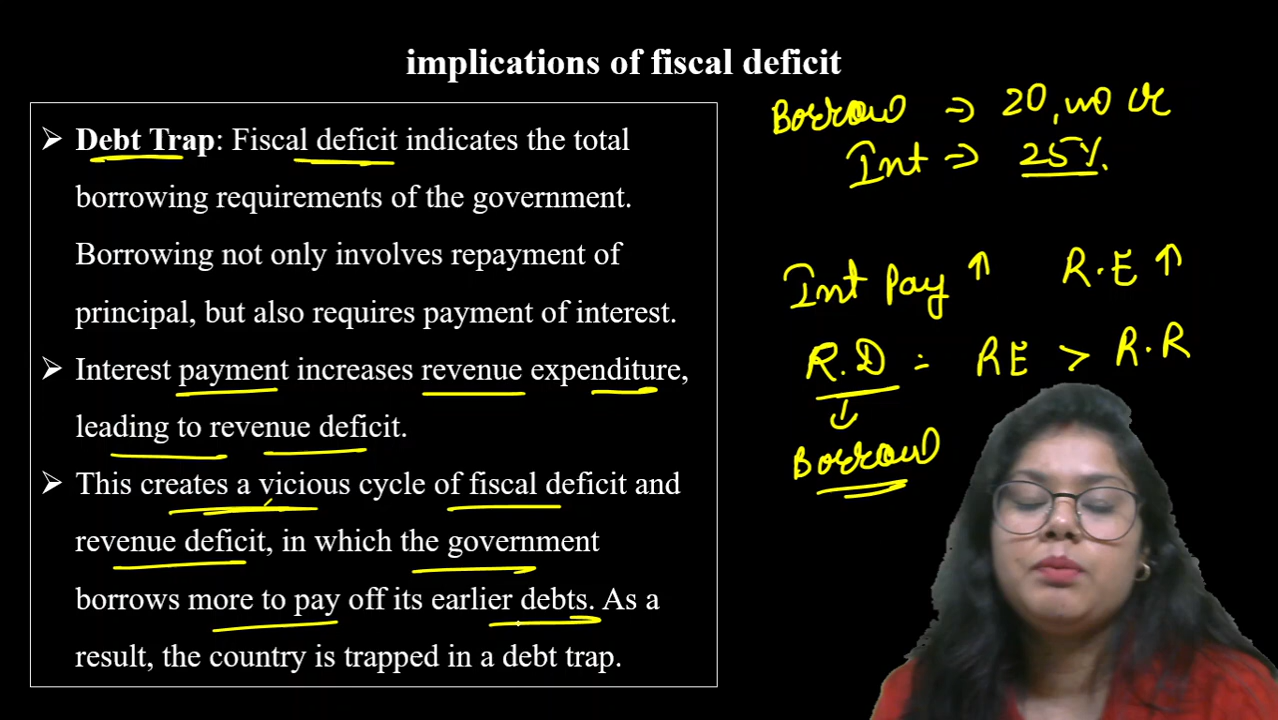 implications of fiscal deficit
➢ Debt Trap: Fiscal deficit indicates the total
borrowing requirements of the government.
Borrowing not only involves repayment of
principal, but also requires payment of interest.
➢ Interest payment increases revenue expenditure,
leading to revenue deficit.
➢ This creates a vicious cycle of fiscal deficit and
revenue deficit, in which the government
borrows more to pay off its earlier debts. As a
result, the country is trapped in a debt trap.
Borrow ⇒ 20,
Int ⇒ 25%.
Int Pay ↑ R.E ↑
R.D = RE > R.R
↓
Borrow